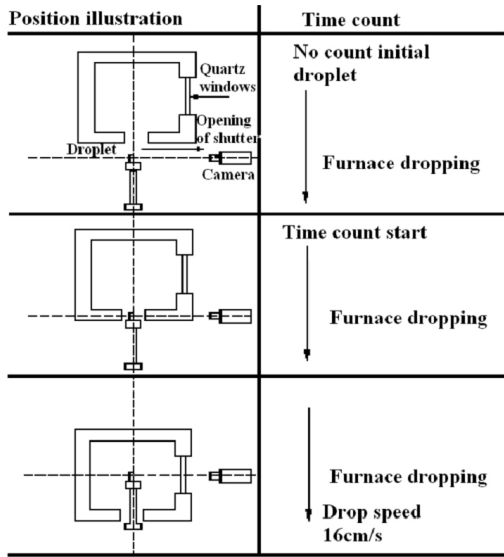 Position illustration
Time count
Quartz
windows
Opening
of shutter
Droplet
Camera
No count initial
droplet
Furnace dropping
Time count start
Furnace dropping
Furnace dropping
Drop speed
16cm/s